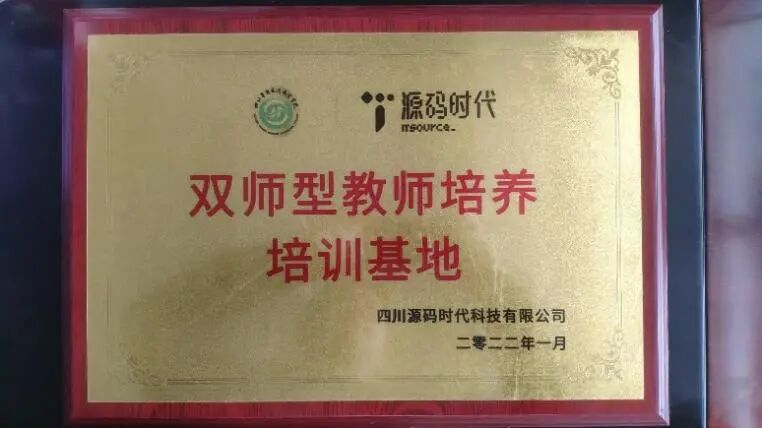 源码时代
ITSOURCE_
双师型教师培养
培训基地
四川源码时代科技有限公司
二零二二年一月